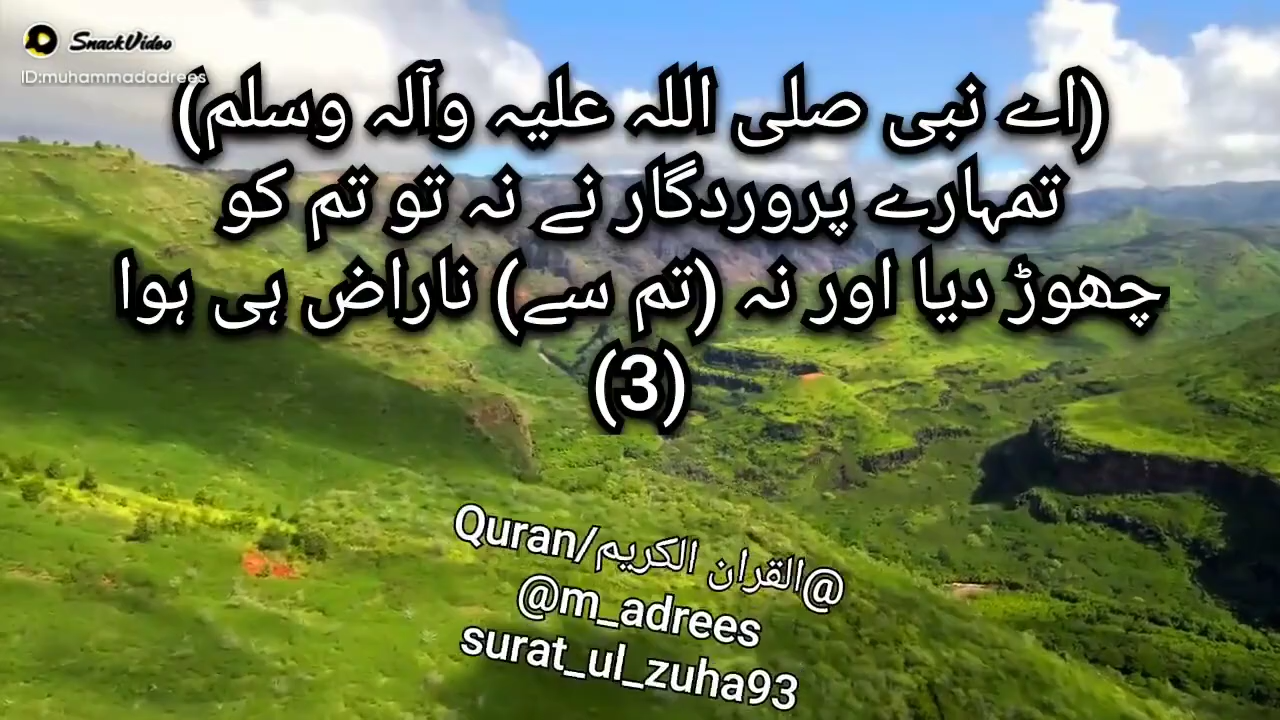 SnackVideo
ID:muhammadadrees
(اے نبی صلی اللہ علیہ وآلہ وسلم)
تمہارے پروردگار نے نہ تو تم کو
چھوڑ دیا اور نہ (تم سے) ناراض ہی ہوا
(3)
@القران الكريم/Quran
@m_adrees
surat_ul_zuha93